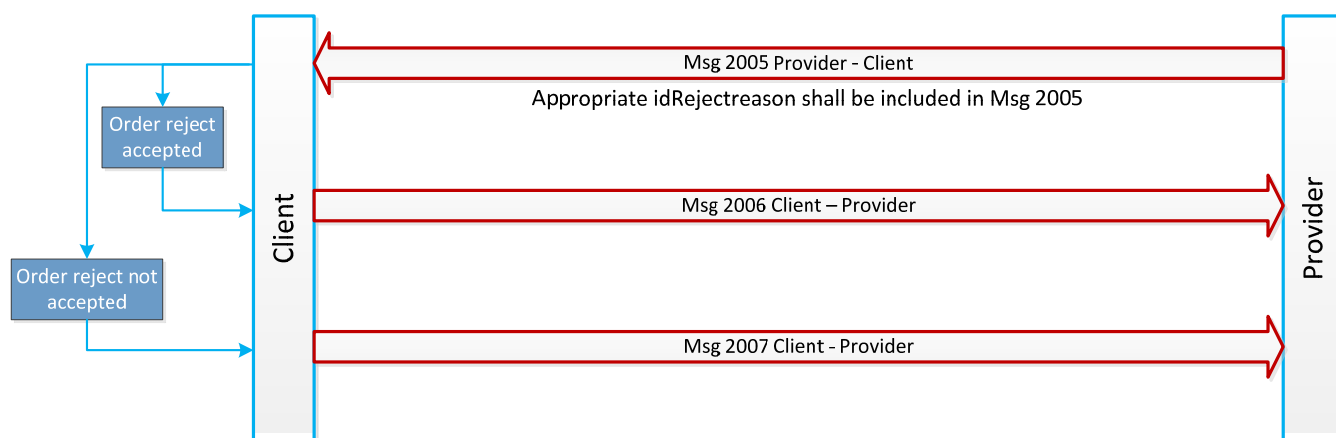 Msg 2005 Provider - Client
Appropriate idRejectreason shall be included in Msg 2005
Order reject
accepted
Client
Msg 2006 Client – Provider
Provider
Order reject not
accepted
Msg 2007 Client - Provider